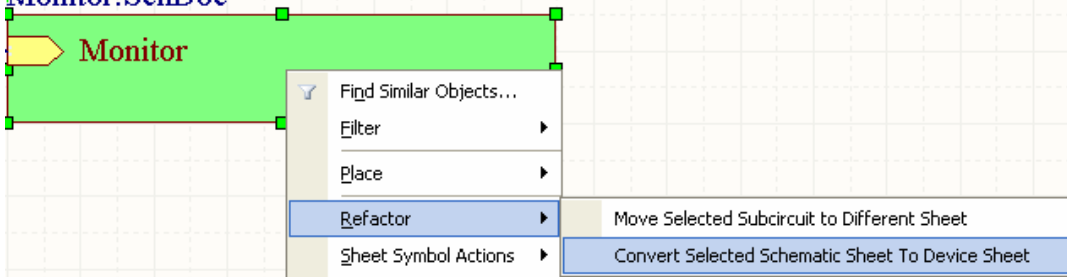 Monitor.SchDoc
Monitor
Find Similar Objects...
Filter
Place
Refactor
Move Selected Subcircuit to Different Sheet
Sheet Symbol Actions
Convert Selected Schematic Sheet To Device Sheet